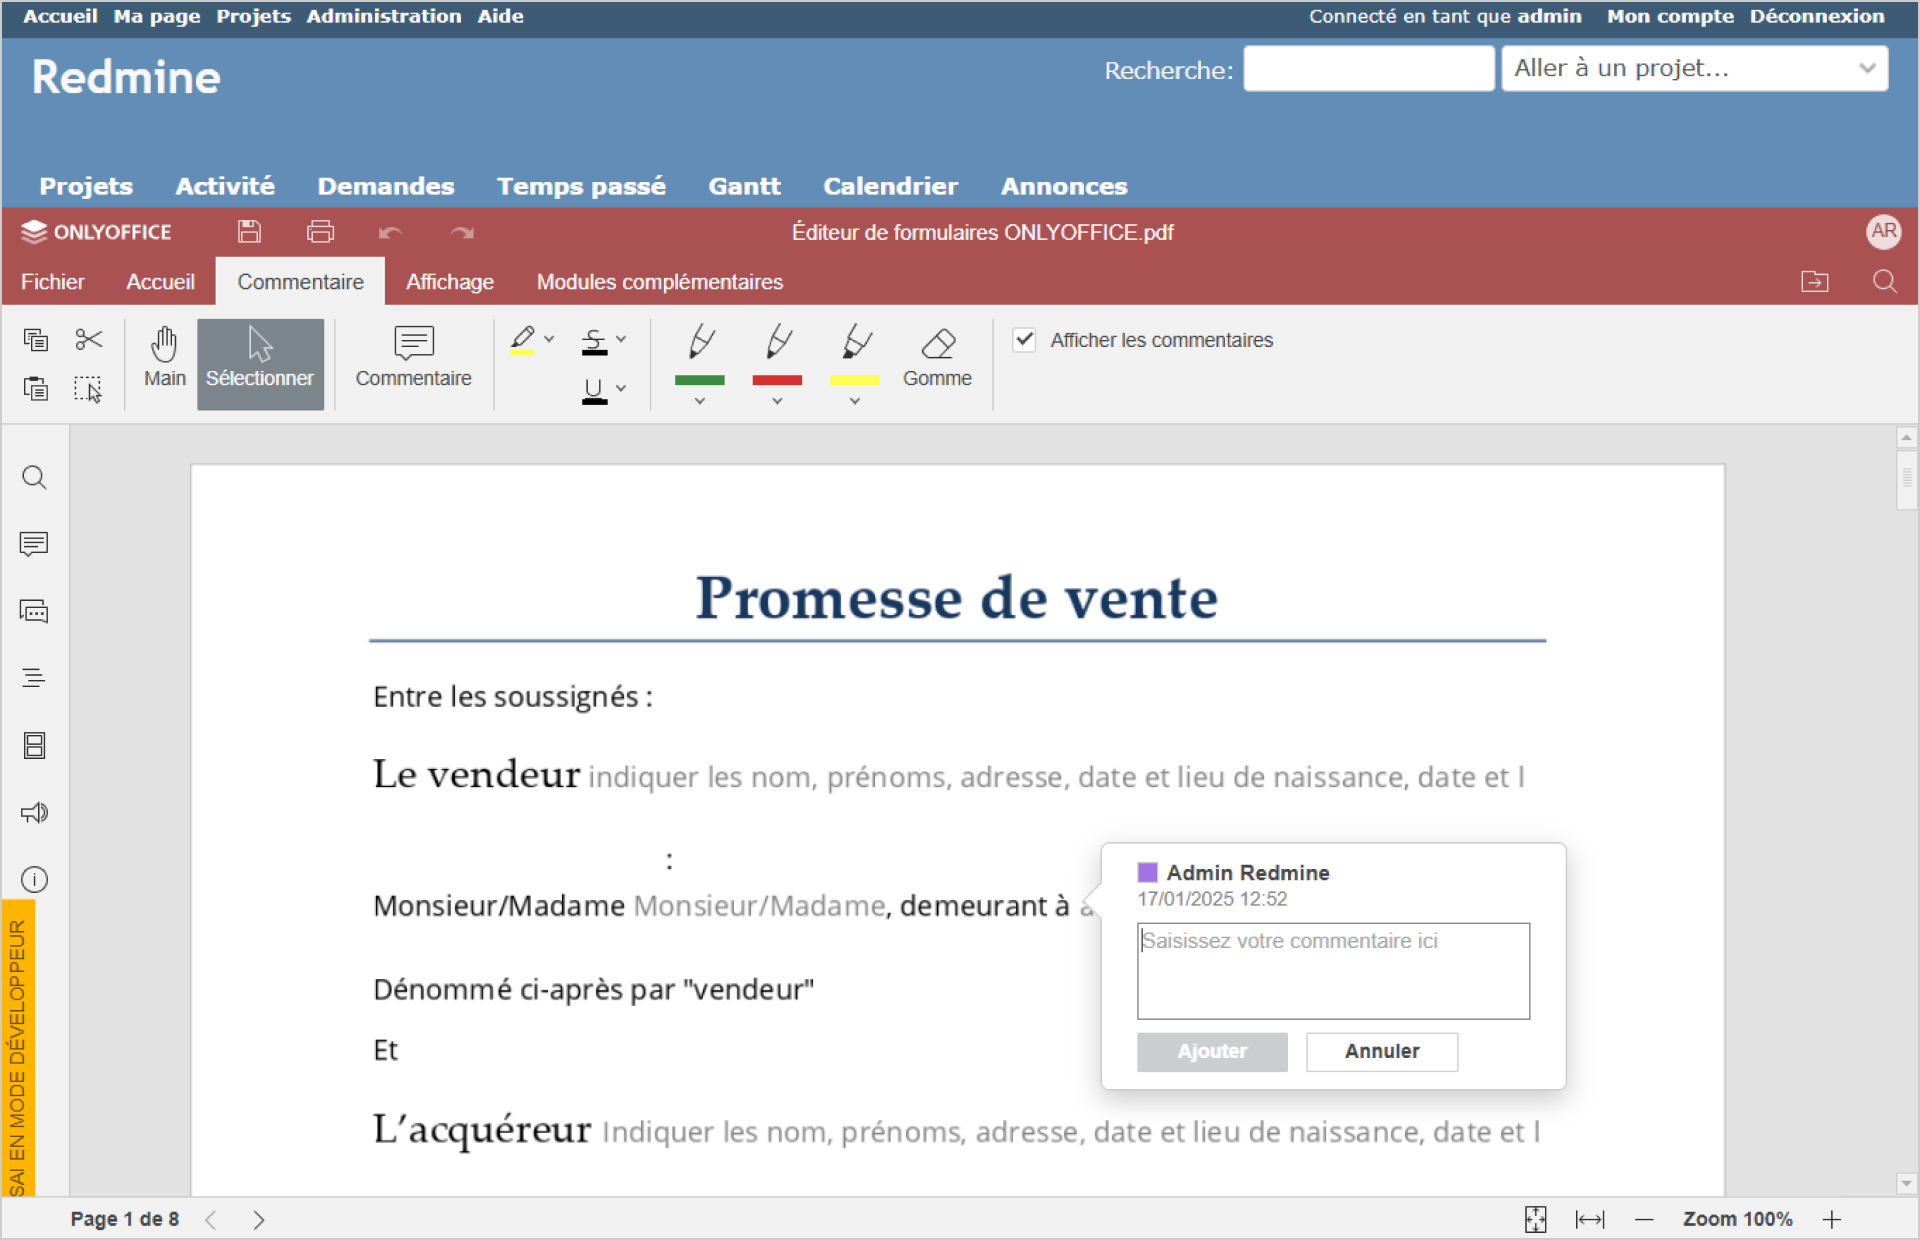 Accueil Ma page Projets Administration Aide
Connecté en tant que admin Mon compte Déconnexion
Redmine
Recherche:
Aller à un projet...
Projets Activité Demandes Temps passé Gantt Calendrier Annonces
ONLYOFFICE
Éditeur de formulaires ONLYOFFICE.pdf
AR
Fichier Accueil Commentaire Affichage Modules complémentaires
Main Sélectionner Commentaire Gomme
Afficher les commentaires
Promesse de vente
Entre les soussignés :
Le vendeur indiquer les nom, prénoms, adresse, date et lieu de naissance, date et l
:
Monsieur/Madame Monsieur/Madame, demeurant à
Admin Redmine
17/01/2025 12:52
Saisissez votre commentaire ici
Ajouter Annuler
Dénommé ci-après par "vendeur"
Et
L'acquéreur Indiquer les nom, prénoms, adresse, date et lieu de naissance, date et l
SAI EN MODE DÉVELOPPEUR
Page 1 de 8
Zoom 100%